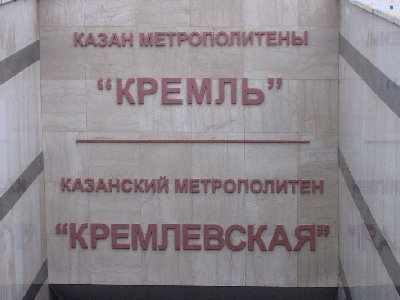 КАЗАН МЕТРОПОЛИТЕНЫ
“КРЕМЛЬ”
КАЗАНСКИЙ МЕТРОПОЛИТЕН
“КРЕМЛЕВСКАЯ”